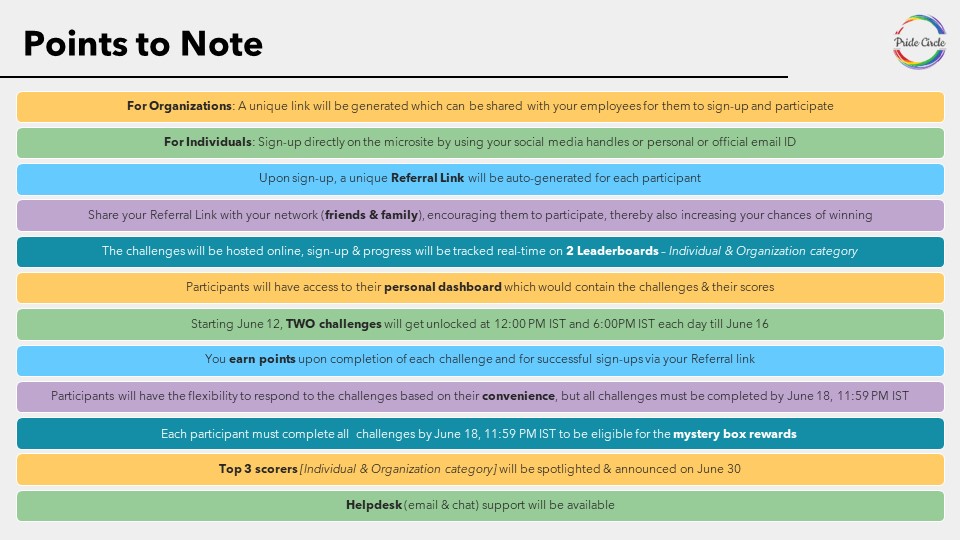 Points to Note
Pride Circle
For Organizations: A unique link will be generated which can be shared with your employees for them to sign-up and participate
For Individuals: Sign-up directly on the microsite by using your social media handles or personal or official email ID
Upon sign-up, a unique Referral Link will be auto-generated for each participant
Share your Referral Link with your network (friends & family), encouraging them to participate, thereby also increasing your chances of winning
The challenges will be hosted online, sign-up & progress will be tracked real-time on 2 Leaderboards – Individual & Organization category
Participants will have access to their personal dashboard which would contain the challenges & their scores
Starting June 12, TWO challenges will get unlocked at 12:00 PM IST and 6:00PM IST each day till June 16
You earn points upon completion of each challenge and for successful sign-ups via your Referral link
Participants will have the flexibility to respond to the challenges based on their convenience, but all challenges must be completed by June 18, 11:59 PM IST
Each participant must complete all challenges by June 18, 11:59 PM IST to be eligible for the mystery box rewards
Top 3 scorers [Individual & Organization category] will be spotlighted & announced on June 30
Helpdesk (email & chat) support will be available